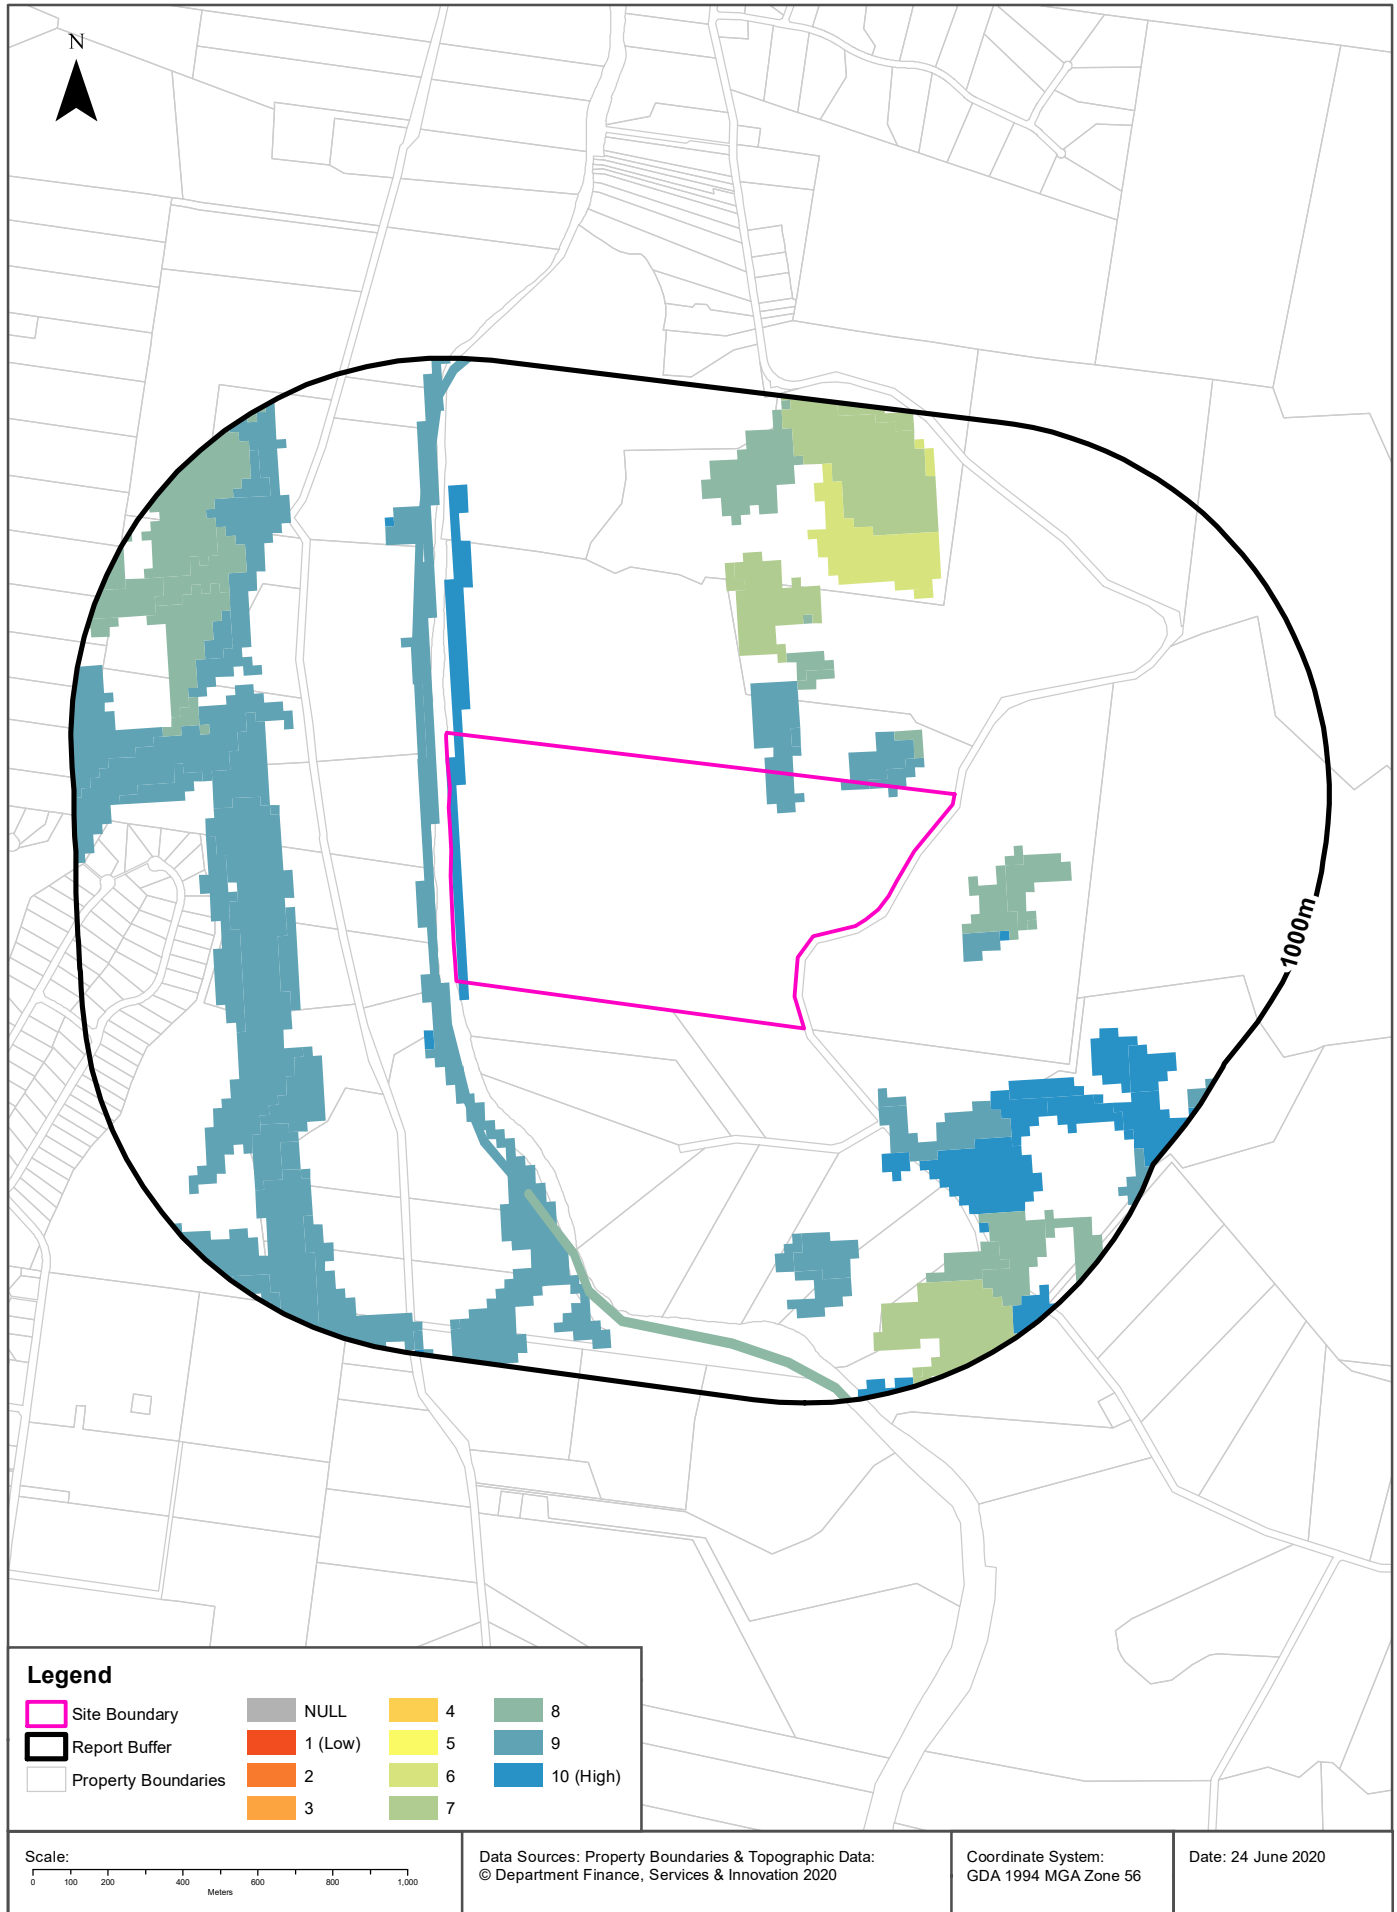 N
1000m
Legend
Site Boundary
Report Buffer
Property Boundaries
NULL
1 (Low)
2
3
4
5
6
7
8
9
10 (High)
Scale:
0 100 200 400 600 800 1,000
Meters
Data Sources: Property Boundaries & Topographic Data:
© Department Finance, Services & Innovation 2020
Coordinate System:
GDA 1994 MGA Zone 56
Date: 24 June 2020